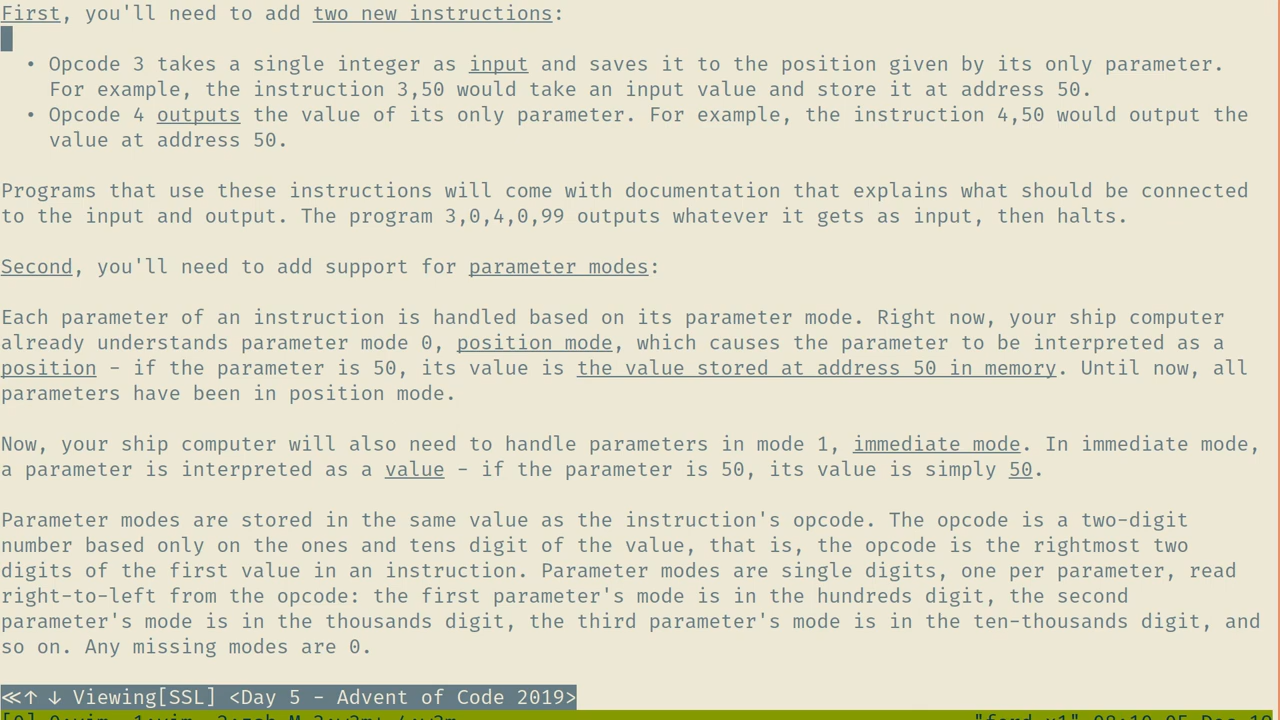 First, you'll need to add two new instructions:
• Opcode 3 takes a single integer as input and saves it to the position given by its only parameter.
For example, the instruction 3,50 would take an input value and store it at address 50.
• Opcode 4 outputs the value of its only parameter. For example, the instruction 4,50 would output the
value at address 50.
Programs that use these instructions will come with documentation that explains what should be connected
to the input and output. The program 3,0,4,0,99 outputs whatever it gets as input, then halts.
Second, you'll need to add support for parameter modes:
Each parameter of an instruction is handled based on its parameter mode. Right now, your ship computer
already understands parameter mode 0, position mode, which causes the parameter to be interpreted as a
position - if the parameter is 50, its value is the value stored at address 50 in memory. Until now, all
parameters have been in position mode.
Now, your ship computer will also need to handle parameters in mode 1, immediate mode. In immediate mode,
a parameter is interpreted as a value - if the parameter is 50, its value is simply 50.
Parameter modes are stored in the same value as the instruction's opcode. The opcode is a two-digit
number based only on the ones and tens digit of the value, that is, the opcode is the rightmost two
digits of the first value in an instruction. Parameter modes are single digits, one per parameter, read
right-to-left from the opcode: the first parameter's mode is in the hundreds digit, the second
parameter's mode is in the thousands digit, the third parameter's mode is in the ten-thousands digit, and
so on. Any missing modes are 0.
≪↑ ↓ Viewing[SSL] <Day 5 - Advent of Code 2019>